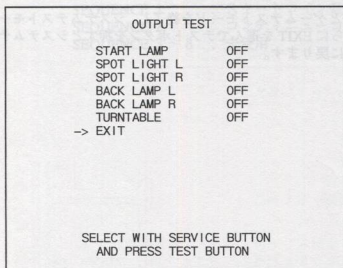 OUTPUT TEST
START LAMP OFF
SPOT LIGHT L OFF
SPOT LIGHT R OFF
BACK LAMP L OFF
BACK LAMP R OFF
TURNTABLE OFF
-> EXIT
SELECT WITH SERVICE BUTTON
AND PRESS TEST BUTTON